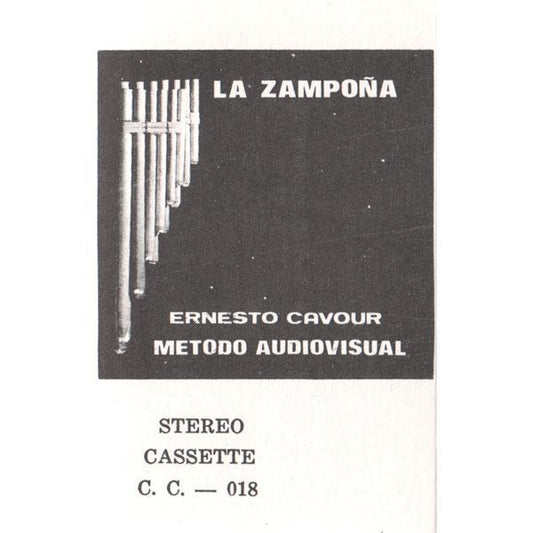 LA ZAMPOÑA
ERNESTO CAVOUR
METODO AUDIOVISUAL
STEREO
CASSETTE
C. C. — 018